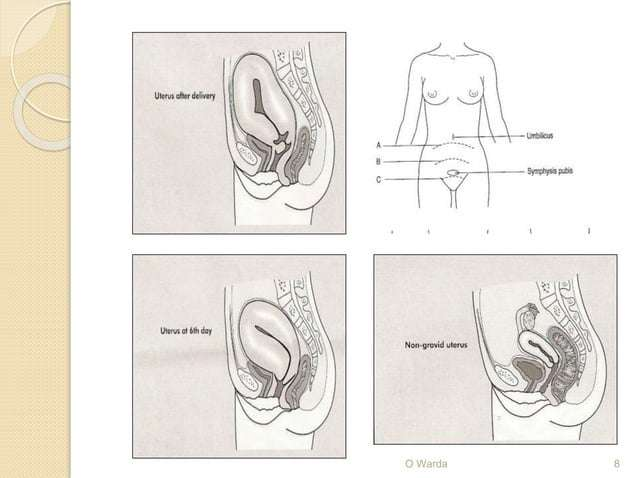 Uterus after delivery
Umbilicus
A
B
Symphysis pubis
C
Uterus at 6th day
Non-gravid uterus
O Warda
8